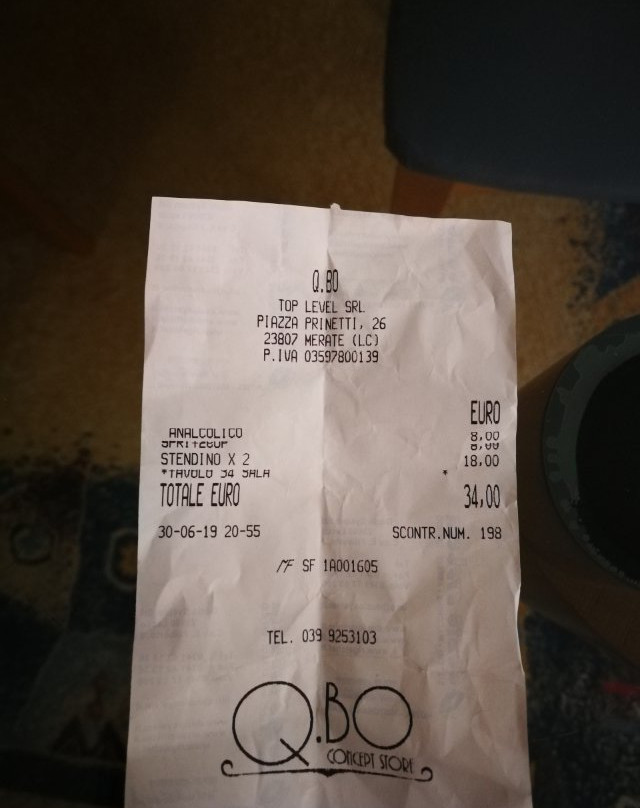 Q.BO
TOP LEVEL SRL
PIAZZA PRINETTI, 26
23807 MERATE (LC)
P.IVA 03597800139
EURO
ANALCOLICO 8,00
8,00
STENDINO X 2 18,00
*TAVOLO 34 SALA *
TOTALE EURO 34,00
30-06-19 20-55 SCONTR.NUM. 198
MF SF 1A001605
TEL. 039 9253103
Q.BO
CONCEPT STORE